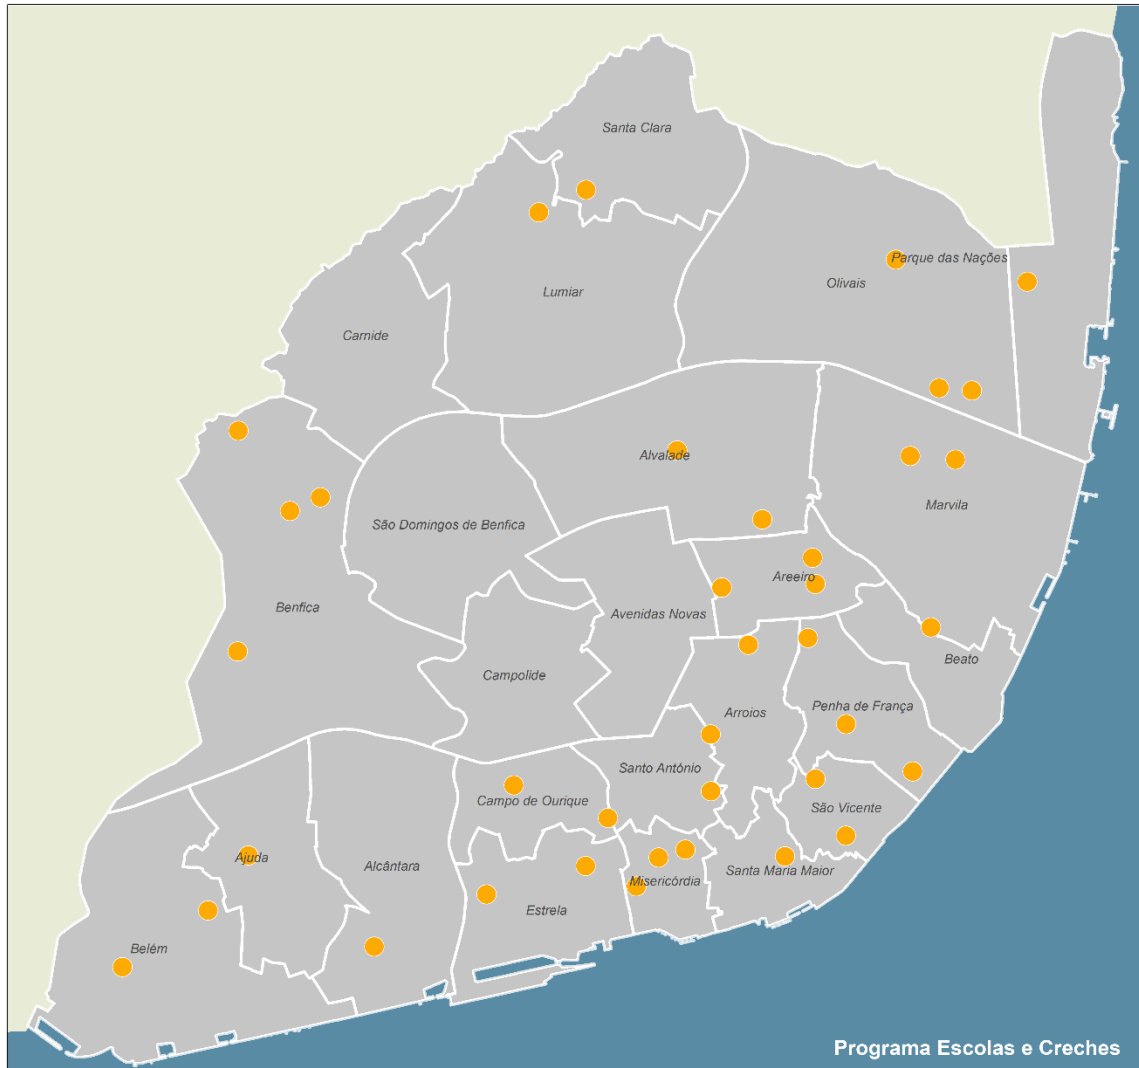 Santa Clara
Parque das Nações
Olivais
Lumiar
Carnide
Alvalade
Marvila
São Domingos de Benfica
Areeiro
Benfica
Avenidas Novas
Beato
Campolide
Penha de França
Arroios
Santo António
Campo de Ourique
São Vicente
Ajuda
Alcântara
Santa Maria Maior
Misericórdia
Estrela
Belém
Programa Escolas e Creches